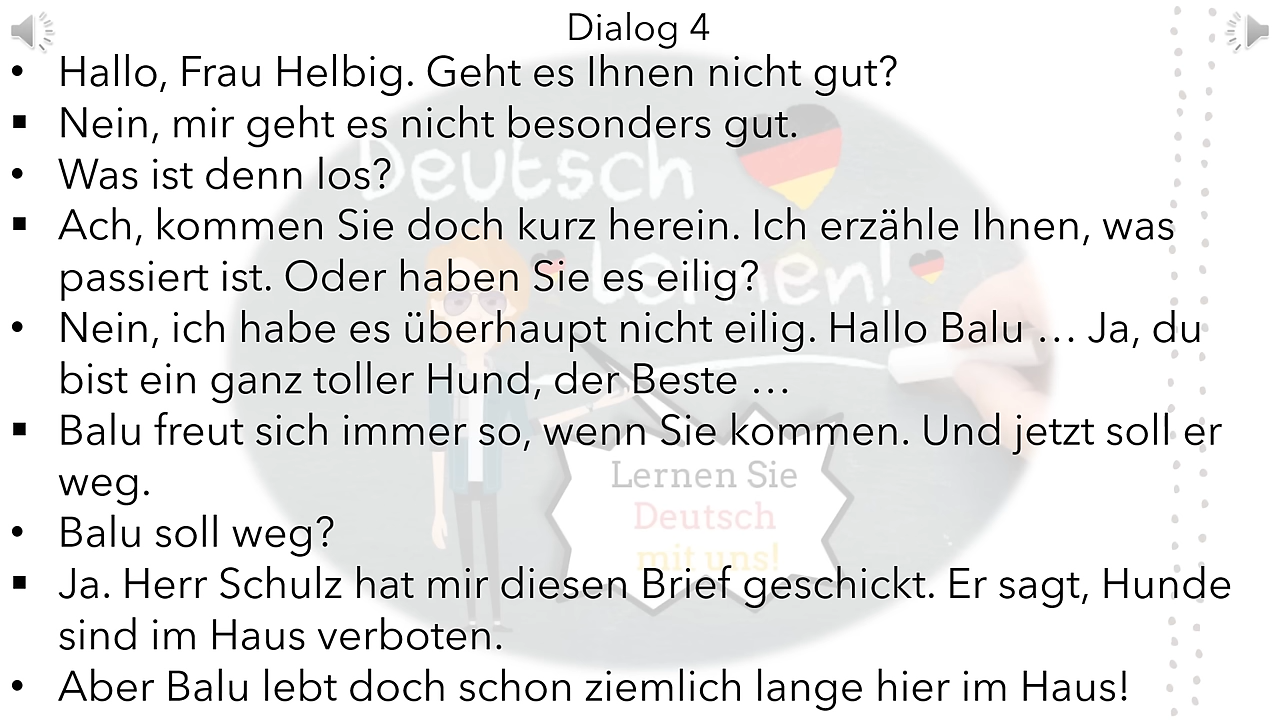 Dialog 4
• Hallo, Frau Helbig. Geht es Ihnen nicht gut?
▪ Nein, mir geht es nicht besonders gut.
• Was ist denn los?
▪ Ach, kommen Sie doch kurz herein. Ich erzähle Ihnen, was
passiert ist. Oder haben Sie es eilig?
• Nein, ich habe es überhaupt nicht eilig. Hallo Balu … Ja, du
bist ein ganz toller Hund, der Beste …
▪ Balu freut sich immer so, wenn Sie kommen. Und jetzt soll er
weg.
• Balu soll weg?
▪ Ja. Herr Schulz hat mir diesen Brief geschickt. Er sagt, Hunde
sind im Haus verboten.
• Aber Balu lebt doch schon ziemlich lange hier im Haus!
Deutsch
lernen!
Lernen Sie
Deutsch
mit uns!